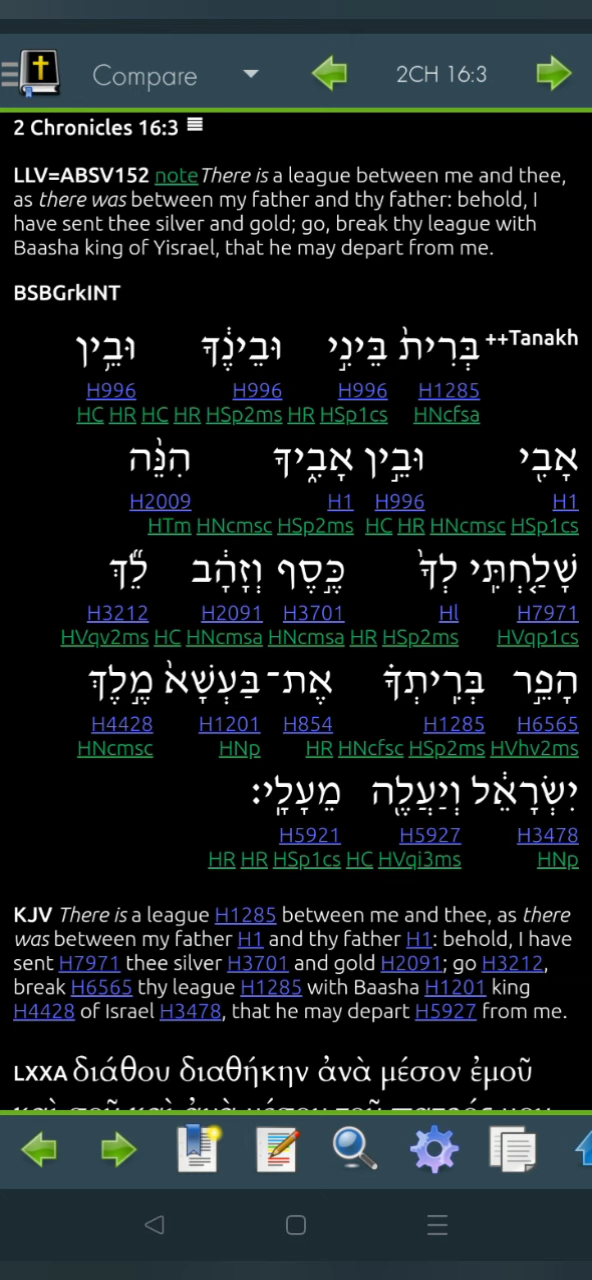 Compare 2CH 16:3
2 Chronicles 16:3
LLV=ABSV152 note There is a league between me and thee,
as there was between my father and thy father: behold, I
have sent thee silver and gold; go, break thy league with
Baasha king of Yisrael, that he may depart from me.
BSBGrkINT
++Tanakh בְּרִית֙ בֵּינִ֣י וּבֵינֶ֔ךָ וּבֵ֥ין
H1285 H996 H996 H996
HC HR HC HR HSp2ms HR HSp1cs HNcfsa
אָבִ֖י וּבֵ֣ין אָבִ֑יךָ הִנֵּ֨ה
H1 H996 H1 H2009
HTm HNcmsc HSp2ms HC HR HNcmsc HSp1cs
שָׁלַֽחְתִּֽי לְךָ֙ כֶּ֣סֶף וְזָהָ֔ב לֵ֞ךְ
H7971 Hl H3701 H2091 H3212
HVqv2ms HC HNcmsa HNcmsa HR HSp2ms HVqp1cs
הָפֵ֣ר בְּרִֽיתְךָ֗ אֶת־ בַּעְשָׁא֙ מֶ֣לֶךְ
H6565 H1285 H854 H1201 H4428
HNcmsc HNp HR HNcfsc HSp2ms HVhv2ms
יִשְׂרָאֵ֔ל וְיַעֲלֶ֖ה מֵעָלָֽי׃
H3478 H5927 H5921
HR HR HSp1cs HC HVqi3ms HNp
KJV There is a league H1285 between me and thee, as there
was between my father H1 and thy father H1: behold, I have
sent H7971 thee silver H3701 and gold H2091; go H3212,
break H6565 thy league H1285 with Baasha H1201 king
H4428 of Israel H3478, that he may depart H5927 from me.
LXXA διάθου διαθήκην ἀνὰ μέσον ἐμοῦ